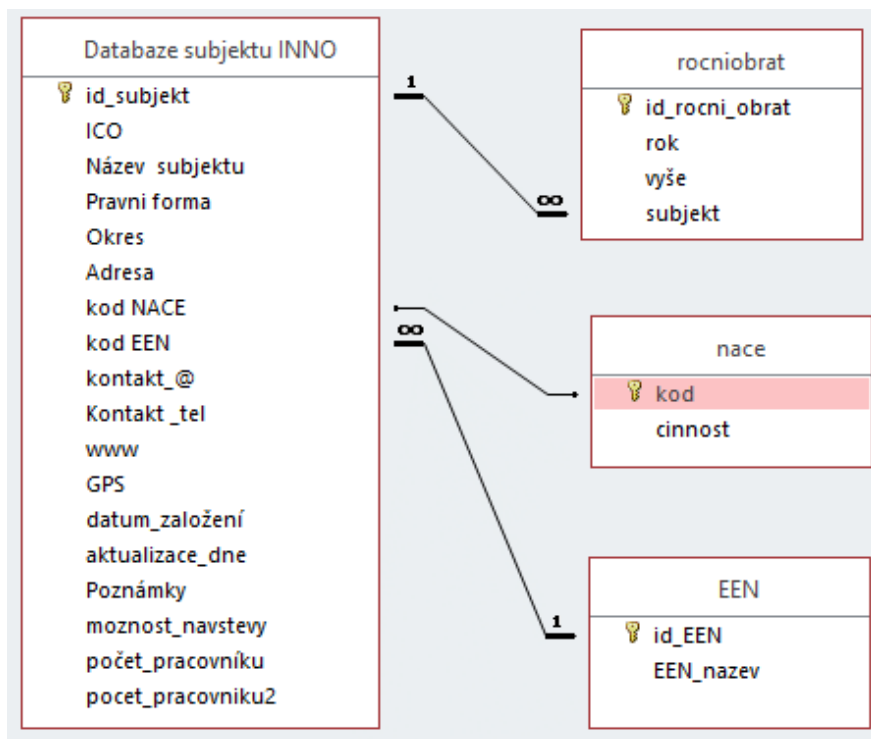 Databaze subjektu INNO
id_subjekt
ICO
Název  subjektu
Pravni forma
Okres
Adresa
kod NACE
kod EEN
kontakt_@
Kontakt _tel
www
GPS
datum_založení
aktualizace_dne
Poznámky
moznost_navstevy
počet_pracovníku
pocet_pracovniku2
1
∞
∞
1
rocniobrat
id_rocni_obrat
rok
vyše
subjekt
nace
kod
cinnost
EEN
id_EEN
EEN_nazev